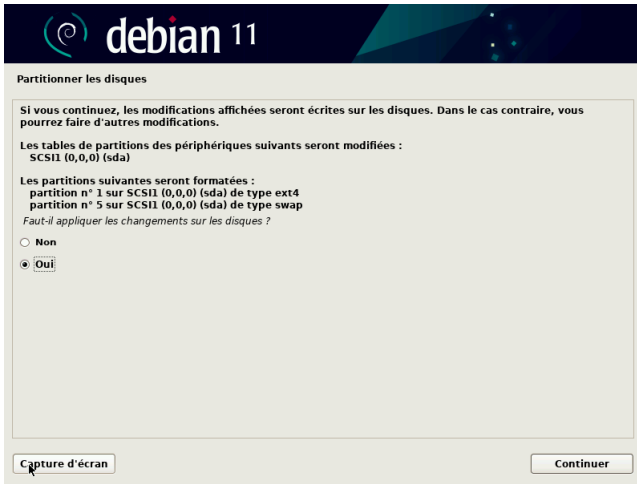 debian 11
Partitionner les disques
Si vous continuez, les modifications affichées seront écrites sur les disques. Dans le cas contraire, vous
pourrez faire d'autres modifications.
Les tables de partitions des périphériques suivants seront modifiées :
SCSI1 (0,0,0) (sda)
Les partitions suivantes seront formatées :
partition n° 1 sur SCSI1 (0,0,0) (sda) de type ext4
partition n° 5 sur SCSI1 (0,0,0) (sda) de type swap
Faut-il appliquer les changements sur les disques ?
Non
Oui
Capture d'écran
Continuer